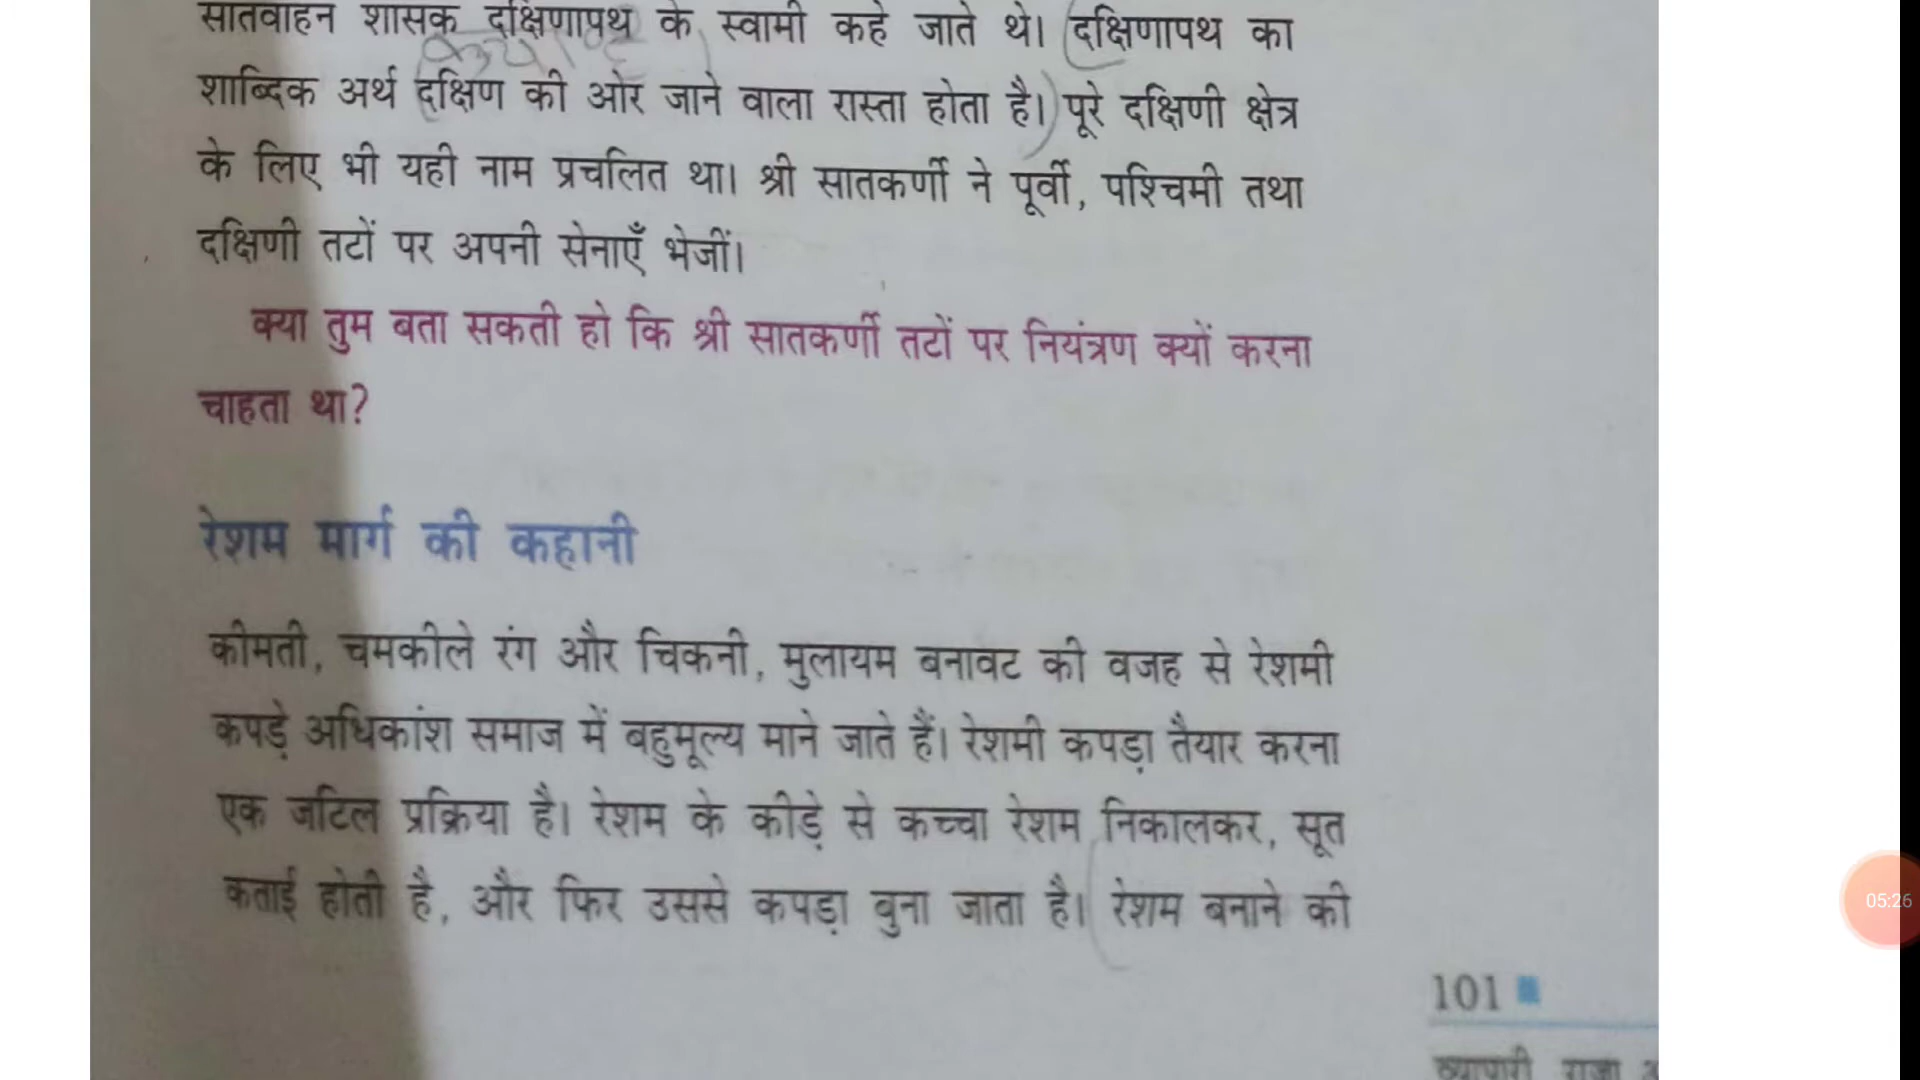 सातवाहन शासक दक्षिणापथ के स्वामी कहे जाते थे। दक्षिणापथ का
शाब्दिक अर्थ दक्षिण की ओर जाने वाला रास्ता होता है। पूरे दक्षिणी क्षेत्र
के लिए भी यही नाम प्रचलित था। श्री सातकर्णी ने पूर्वी, पश्चिमी तथा
दक्षिणी तटों पर अपनी सेनाएँ भेजीं।
क्या तुम बता सकती हो कि श्री सातकर्णी तटों पर नियंत्रण क्यों करना
चाहता था?
रेशम मार्ग की कहानी
कीमती, चमकीले रंग और चिकनी, मुलायम बनावट की वजह से रेशमी
कपड़े अधिकांश समाज में बहुमूल्य माने जाते हैं। रेशमी कपड़ा तैयार करना
एक जटिल प्रक्रिया है। रेशम के कीड़े से कच्चा रेशम निकालकर, सूत
कताई होती है, और फिर उससे कपड़ा बुना जाता है। रेशम बनाने की
05:26
101
व्यापारी राजा